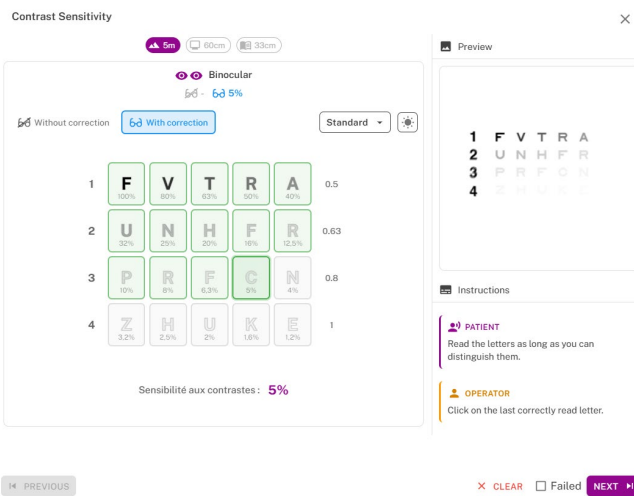 Contrast Sensitivity
5m 60cm 33cm
Binocular
- 5%
Without correction With correction Standard
1 F 100% V 80% T 63% R 50% A 40% 0.5
2 U 32% N 25% H 20% F 16% R 12,5% 0.63
3 P 10% R 8% F 6,3% C 5% N 4% 0.8
4 Z 3,2% H 2,5% U 2% K 1,6% E 1,2% 1
Sensibilité aux contrastes : 5%
Preview
1 F V T R A
2 U N H F R
3 P R F C N
4 Z H U K E
Instructions
PATIENT
Read the letters as long as you can
distinguish them.
OPERATOR
Click on the last correctly read letter.
PREVIOUS CLEAR Failed NEXT